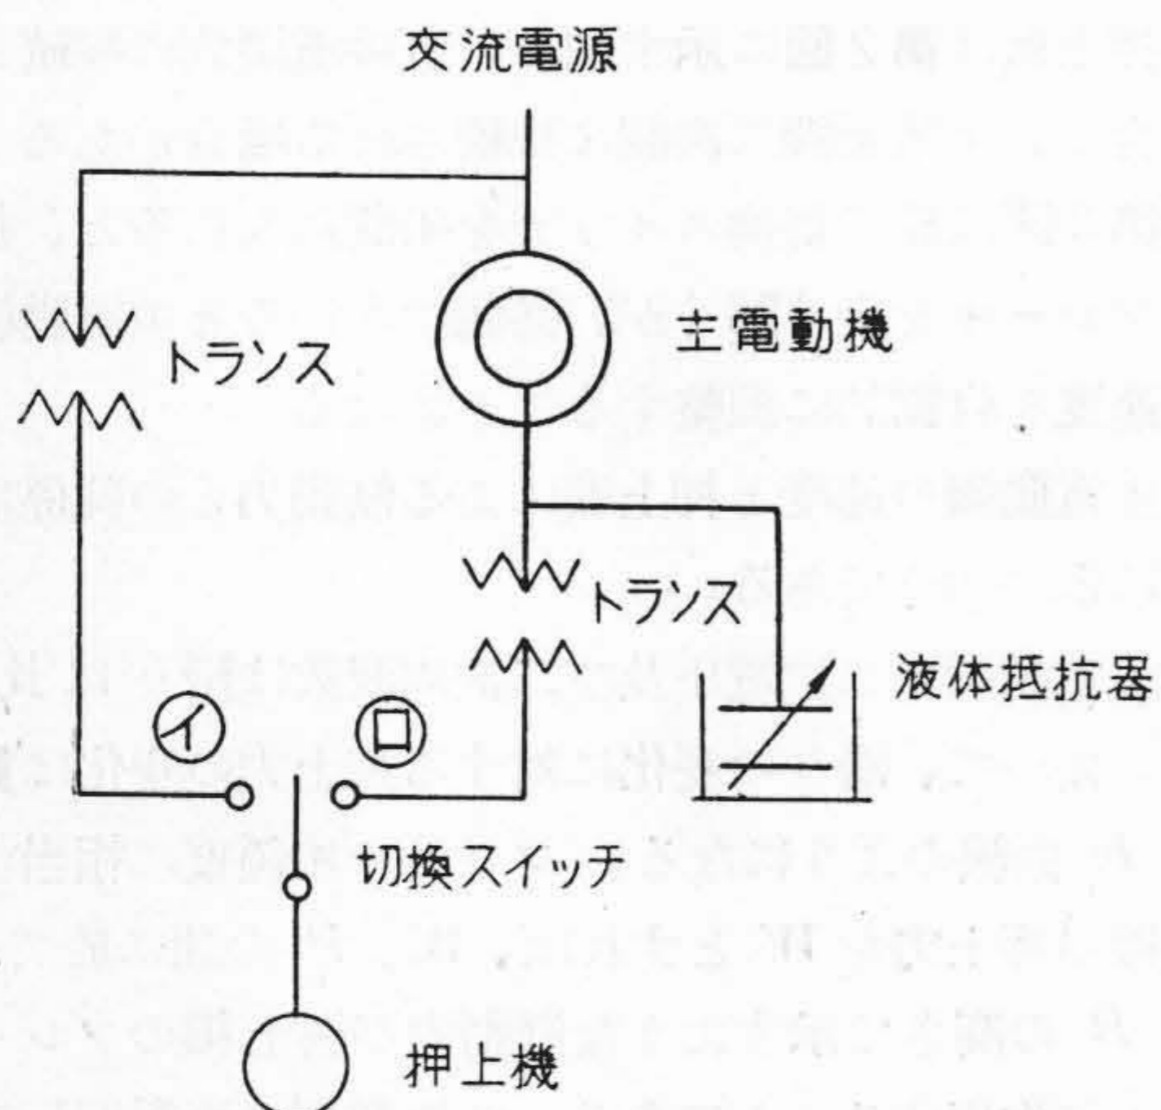 交流電源
主電動機
トランス
トランス
液体抵抗器
イ
ロ
切換スイッチ
押上機